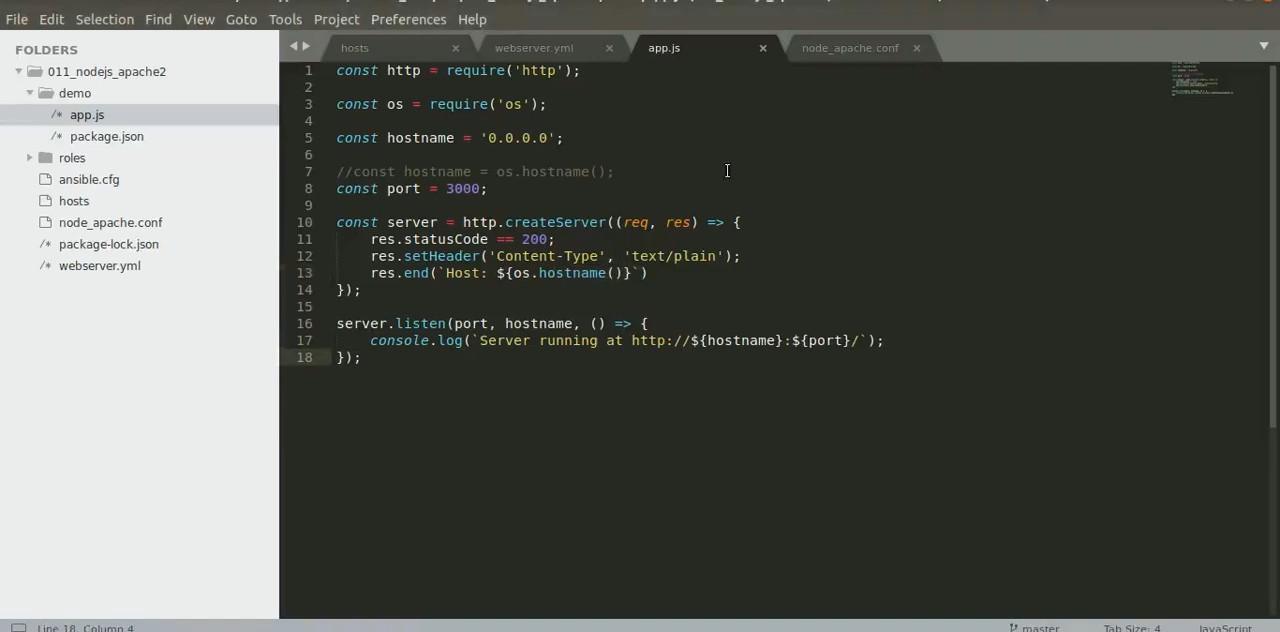 File Edit Selection Find View Goto Tools Project Preferences Help
FOLDERS
011_nodejs_apache2
demo
/* app.js
/* package.json
roles
ansible.cfg
hosts
node_apache.conf
/* package-lock.json
/* webserver.yml
hosts × webserver.yml × app.js × node_apache.conf ×
1 const http = require('http');
2
3 const os = require('os');
4
5 const hostname = '0.0.0.0';
6
7 //const hostname = os.hostname();
8 const port = 3000;
9
10 const server = http.createServer((req, res) => {
11 res.statusCode == 200;
12 res.setHeader('Content-Type', 'text/plain');
13 res.end(`Host: ${os.hostname()}`)
14 });
15
16 server.listen(port, hostname, () => {
17 console.log(`Server running at http://${hostname}:${port}/`);
18 });
Line 18, Column 4 master Tab Size: 4 JavaScript